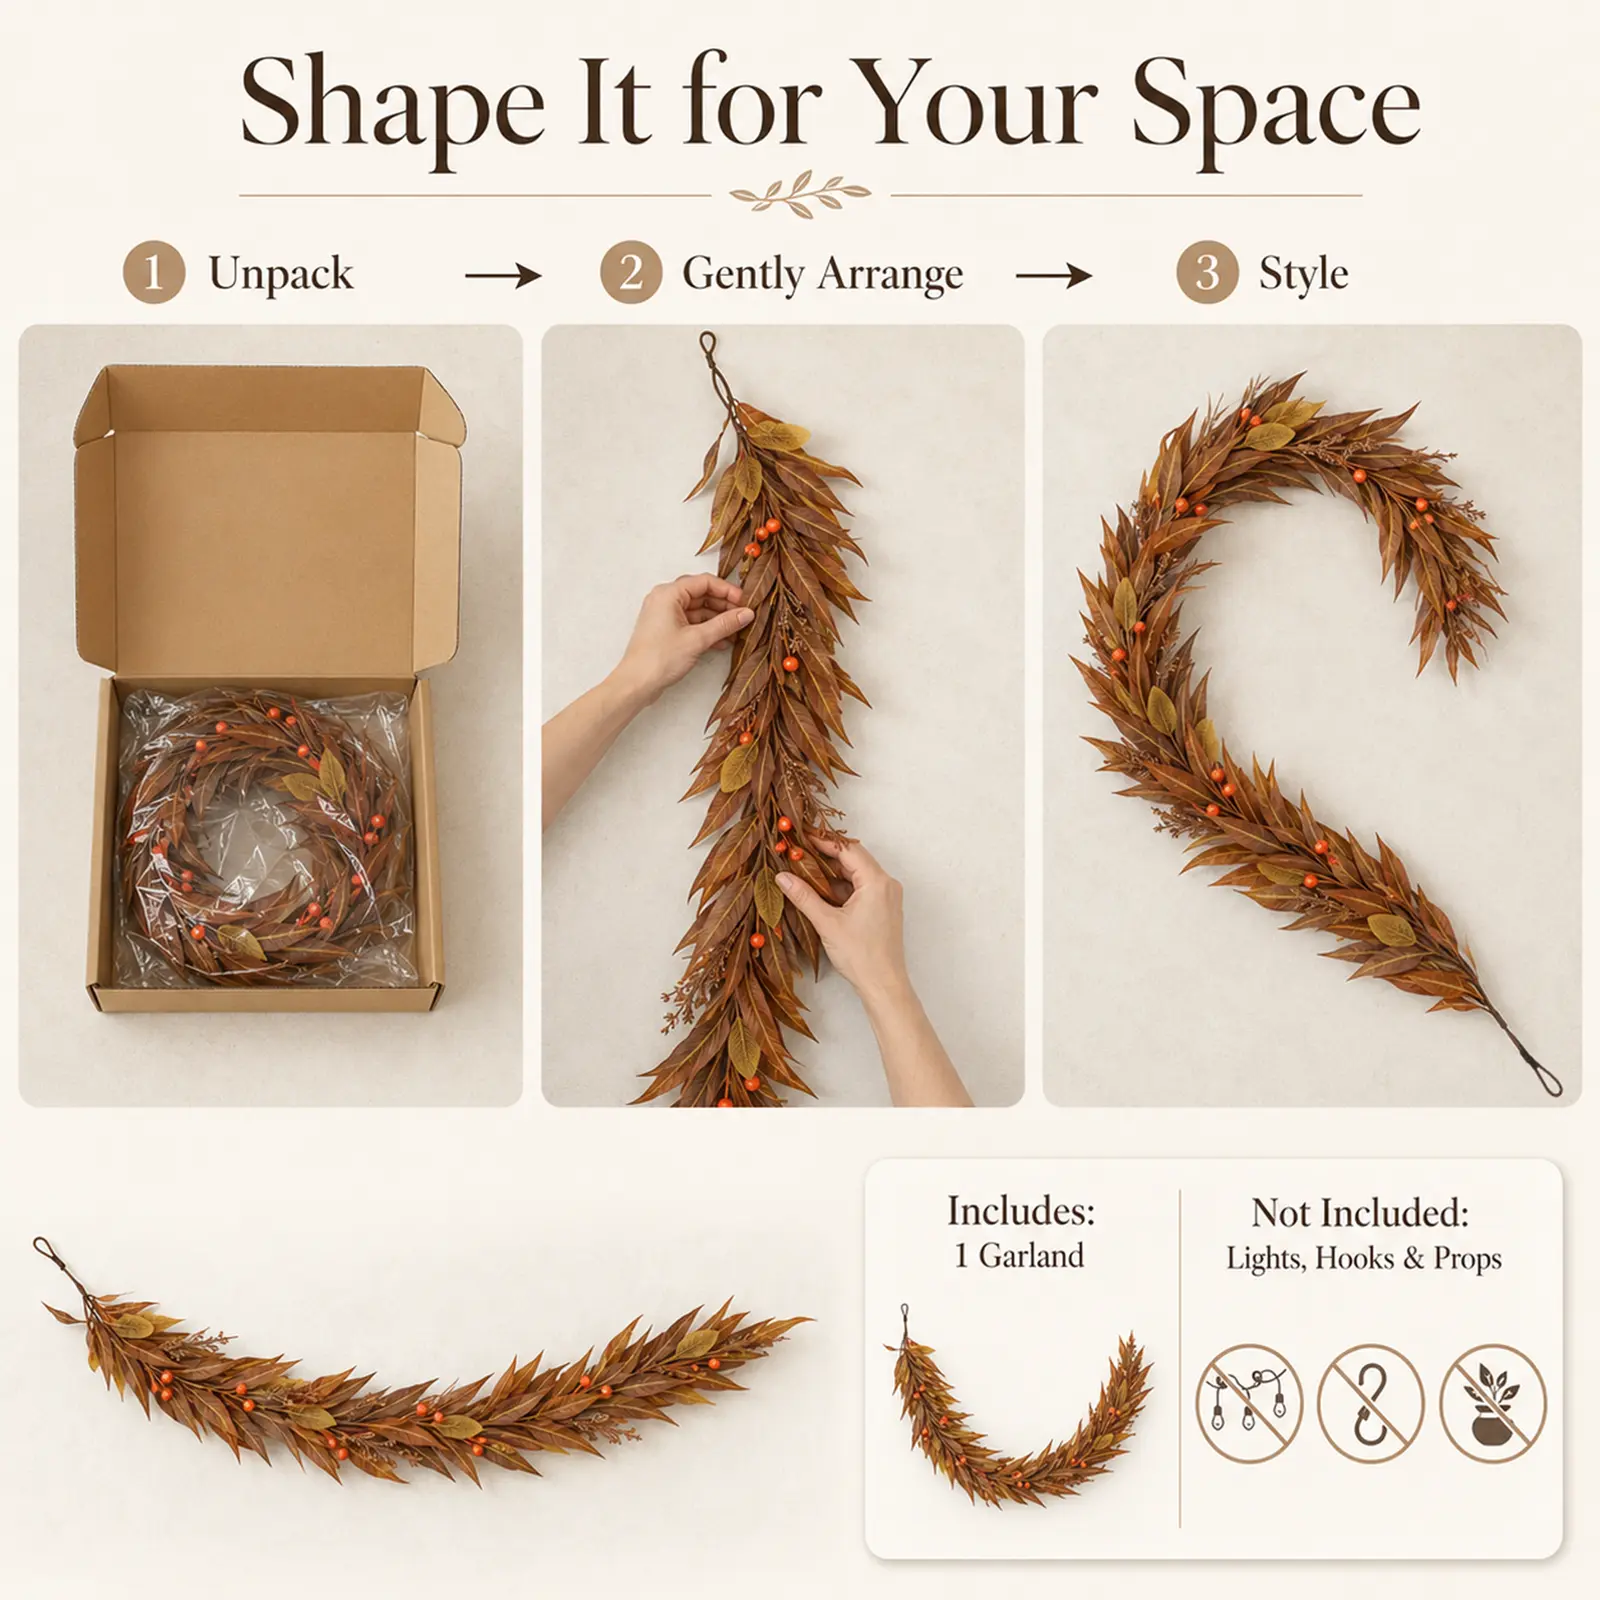 Shape It for Your Space
1 Unpack
2 Gently Arrange
3 Style
Includes:
1 Garland
Not Included:
Lights, Hooks & Props